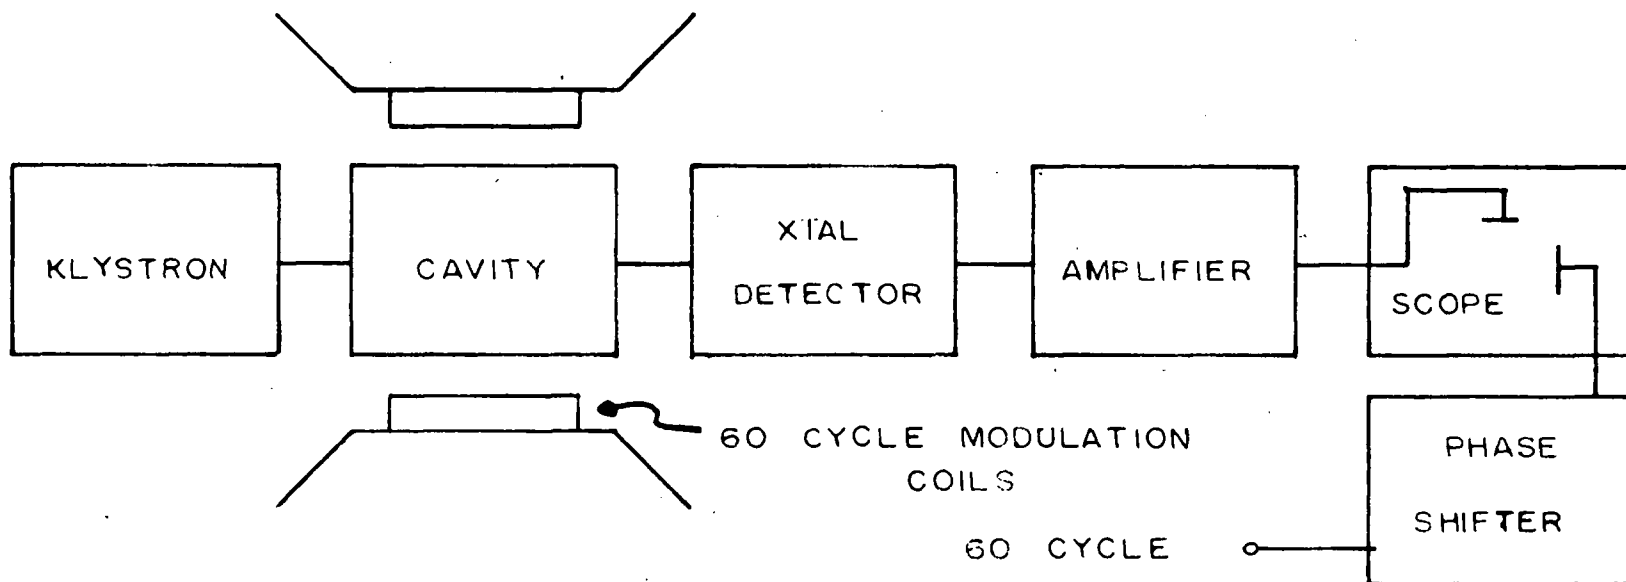 KLYSTRON
CAVITY
XTAL
DETECTOR
AMPLIFIER
SCOPE
60 CYCLE MODULATION
COILS
PHASE
SHIFTER
60 CYCLE